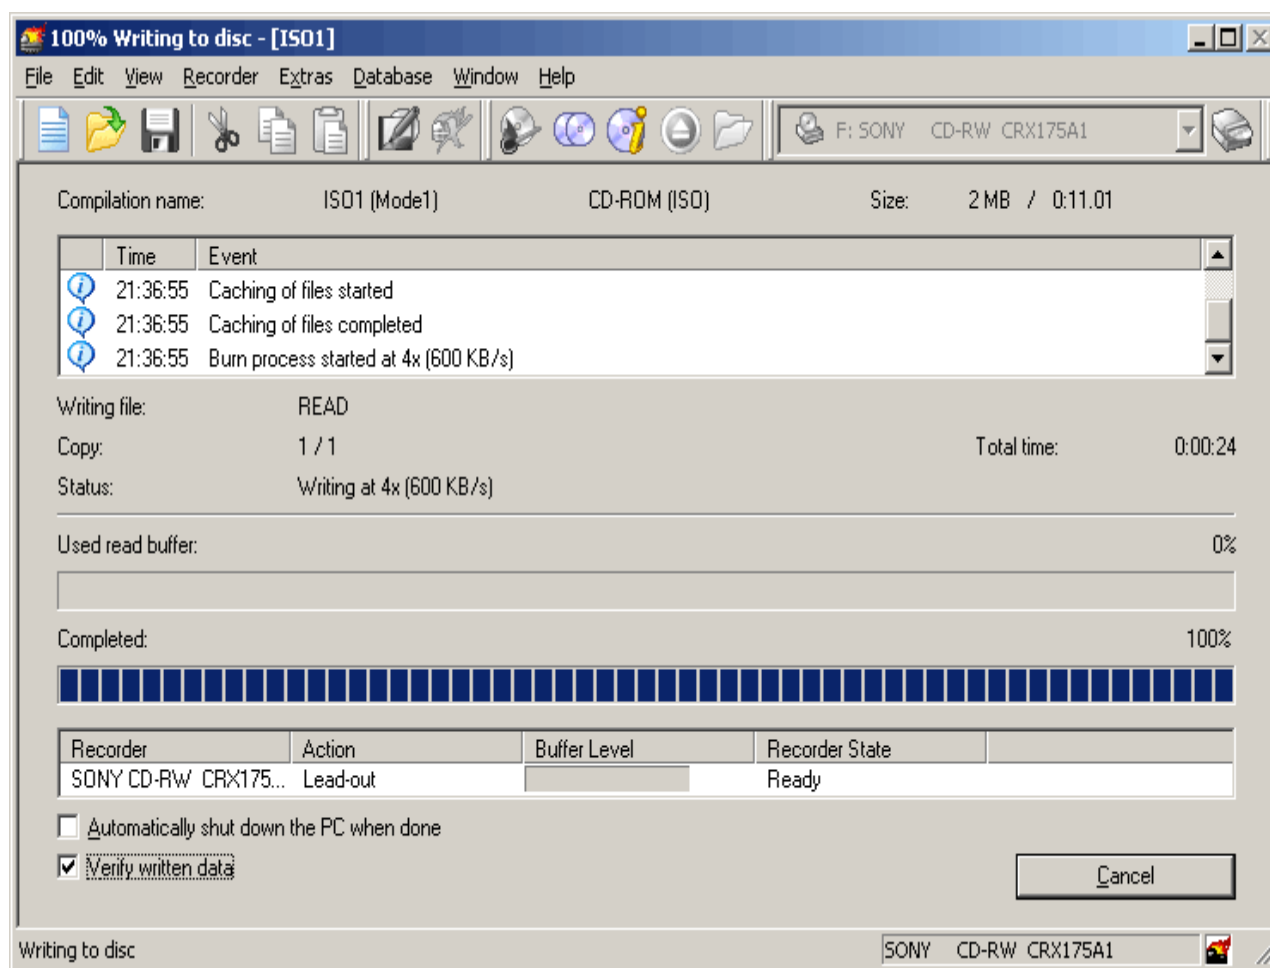 100% Writing to disc - [ISO1]
File Edit View Recorder Extras Database Window Help
F: SONY CD-RW CRX175A1
Compilation name: ISO1 (Mode1) CD-ROM (ISO) Size: 2 MB / 0:11.01
Time Event
21:36:55 Caching of files started
21:36:55 Caching of files completed
21:36:55 Burn process started at 4x (600 KB/s)
Writing file: READ
Copy: 1 / 1 Total time: 0:00:24
Status: Writing at 4x (600 KB/s)
Used read buffer: 0%
Completed: 100%
Recorder Action Buffer Level Recorder State
SONY CD-RW CRX175... Lead-out Ready
Automatically shut down the PC when done
Verify written data
Cancel
Writing to disc SONY CD-RW CRX175A1